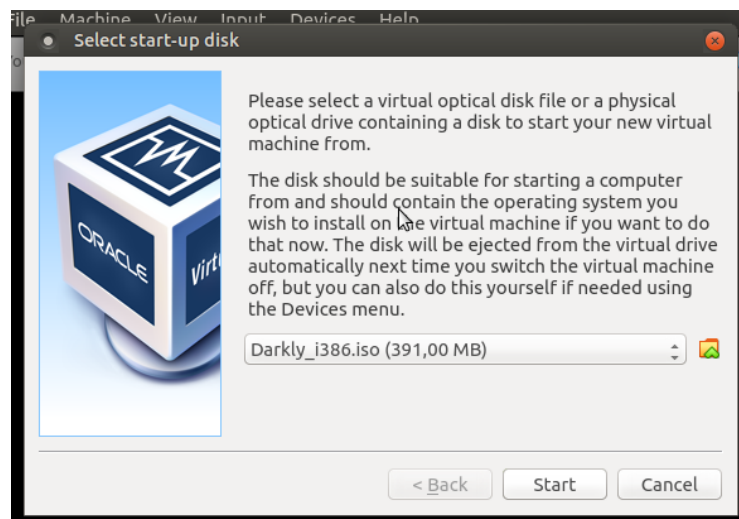 File Machine View Input Devices Help
Select start-up disk
Please select a virtual optical disk file or a physical
optical drive containing a disk to start your new virtual
machine from.
The disk should be suitable for starting a computer
from and should contain the operating system you
wish to install on the virtual machine if you want to do
that now. The disk will be ejected from the virtual drive
automatically next time you switch the virtual machine
off, but you can also do this yourself if needed using
the Devices menu.
ORACLE
Virtu
Darkly_i386.iso (391,00 MB)
< Back Start Cancel